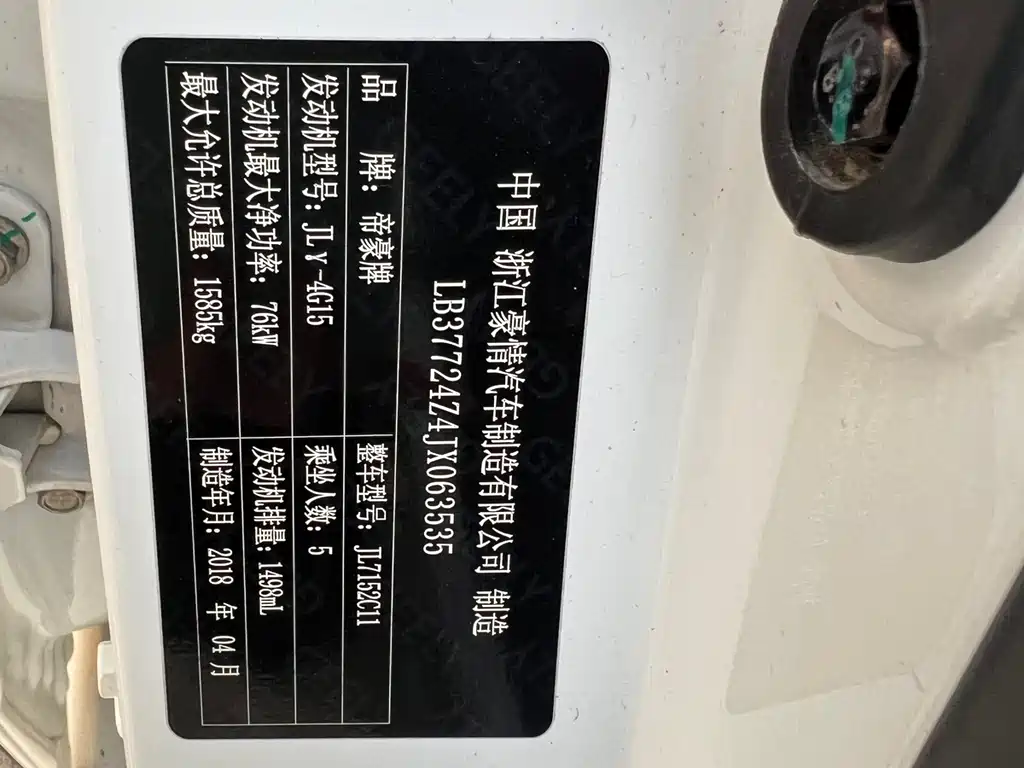 中国 浙江豪情汽车制造有限公司 制造
LB37724Z4JX063535
品 牌：帝豪牌 整车型号：JL7152C11
发动机型号：JLγ-4G15 乘坐人数：5
发动机最大净功率：76kW 发动机排量：1498mL
最大允许总质量：1585kg 制造年月：2018 年 04 月